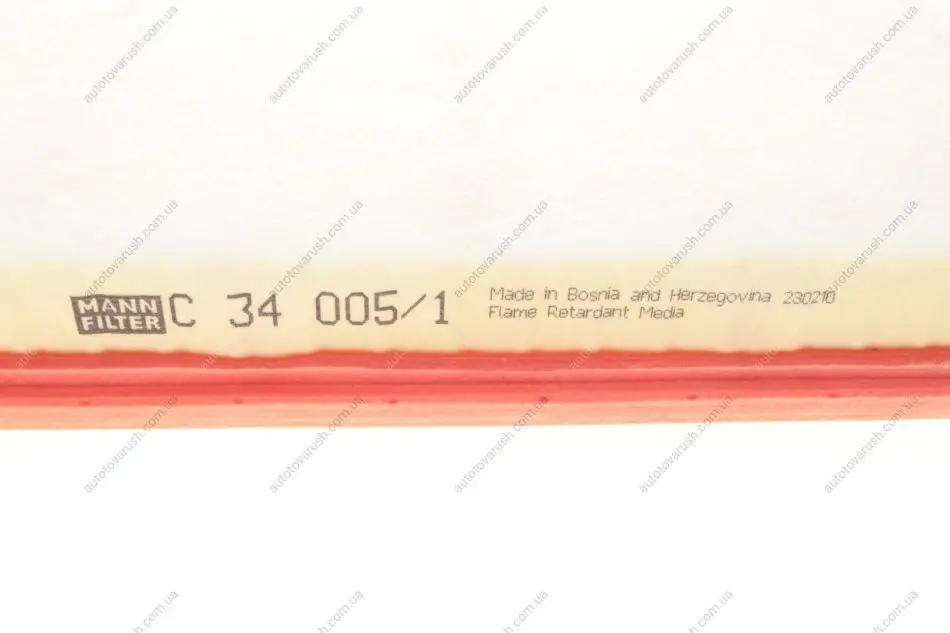 MANN
FILTER
C 34 005/1
Made in Bosnia and Herzegovina 230210
Flame Retardant Media
autotovarush.com.ua